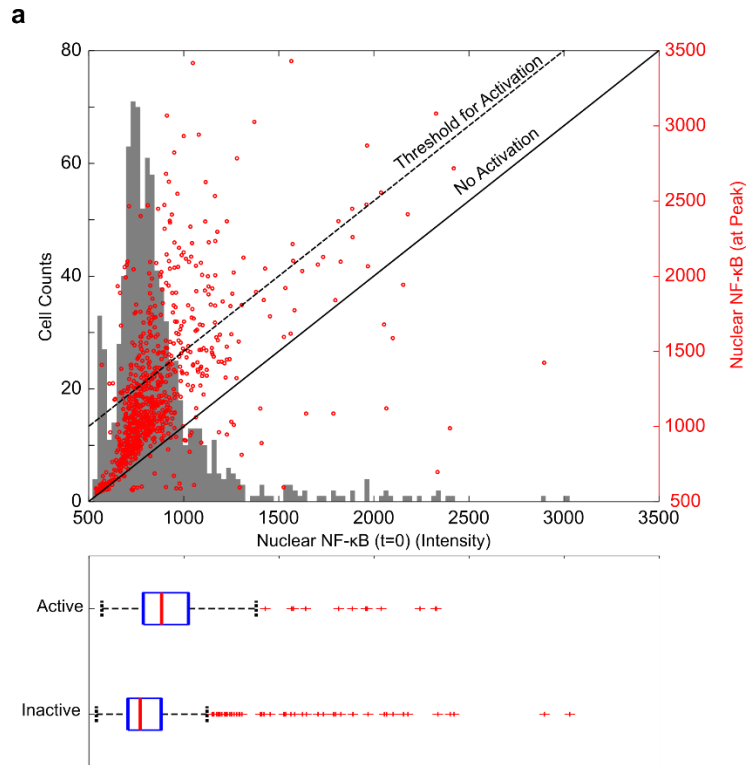 a
80
60
40
20
0
Cell Counts
3500
3000
2500
2000
1500
1000
500
Nuclear NF-κB (at Peak)
Threshold for Activation
No Activation
500 1000 1500 2000 2500 3000 3500
Nuclear NF-κB (t=0) (Intensity)
Active
Inactive